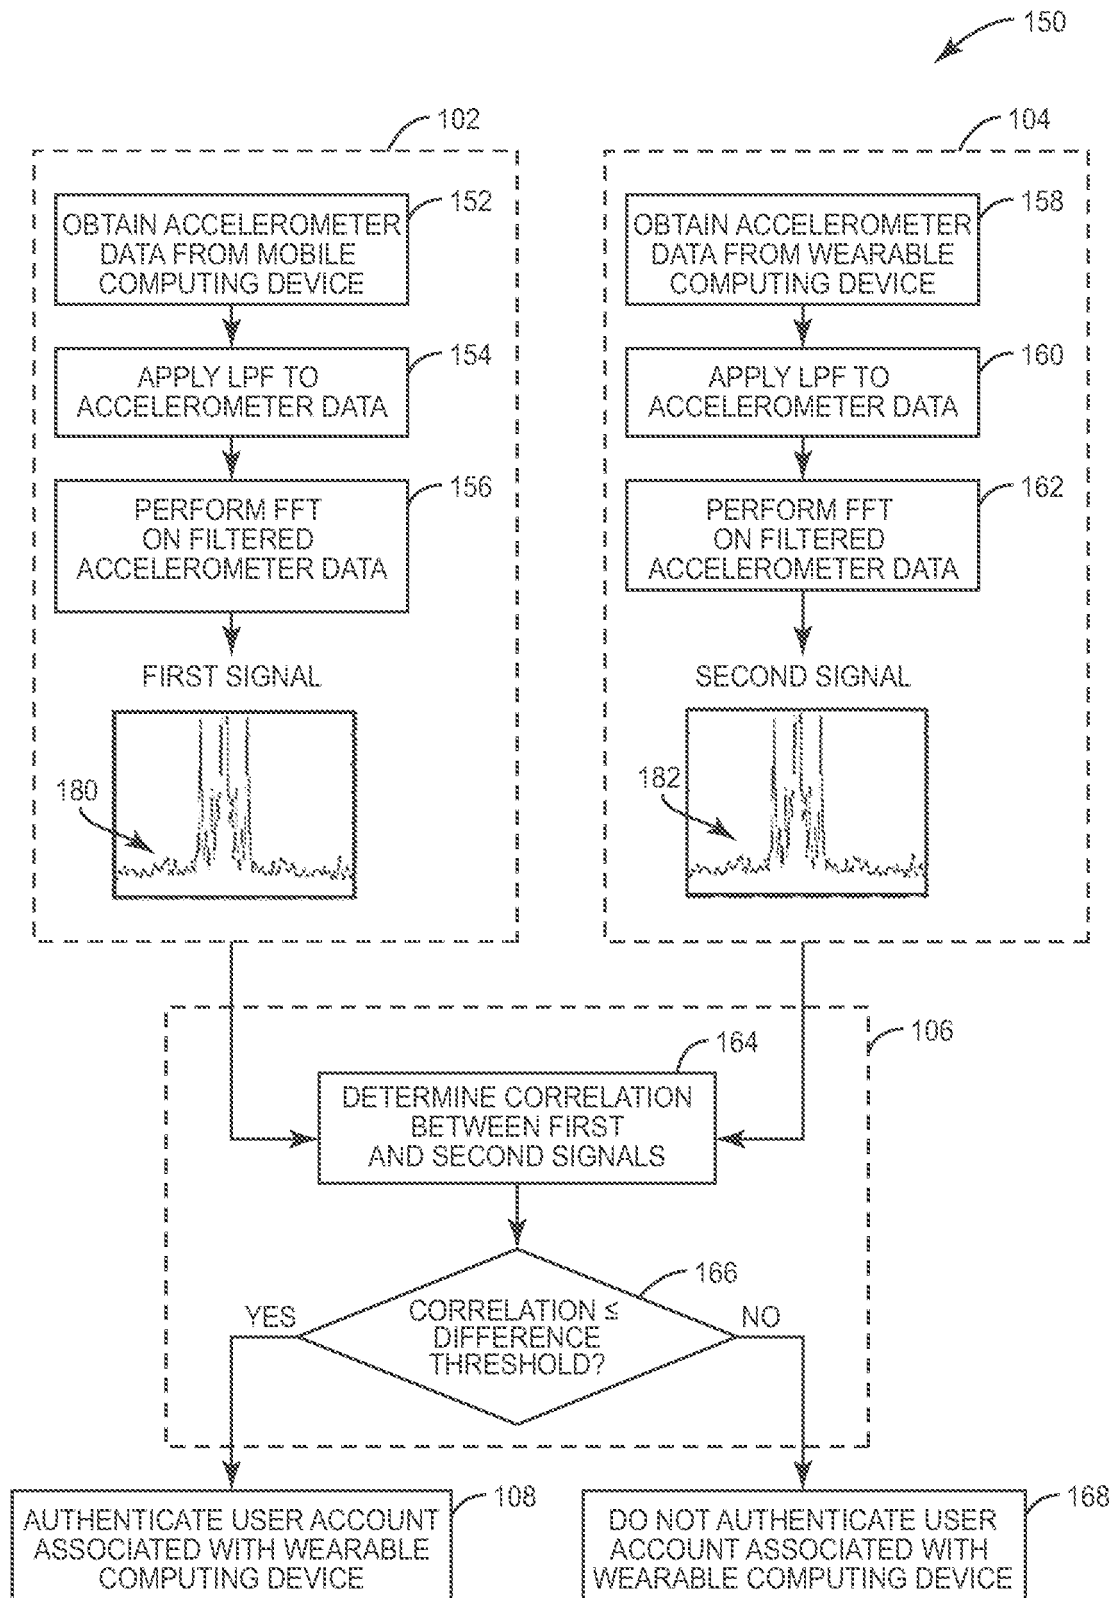 150
102
104
152
OBTAIN ACCELEROMETER
DATA FROM MOBILE
COMPUTING DEVICE
158
OBTAIN ACCELEROMETER
DATA FROM WEARABLE
COMPUTING DEVICE
154
APPLY LPF TO
ACCELEROMETER DATA
160
APPLY LPF TO
ACCELEROMETER DATA
156
PERFORM FFT
ON FILTERED
ACCELEROMETER DATA
162
PERFORM FFT
ON FILTERED
ACCELEROMETER DATA
FIRST SIGNAL
SECOND SIGNAL
180
182
106
164
DETERMINE CORRELATION
BETWEEN FIRST
AND SECOND SIGNALS
166
YES
CORRELATION ≤
DIFFERENCE
THRESHOLD?
NO
108
AUTHENTICATE USER ACCOUNT
ASSOCIATED WITH WEARABLE
COMPUTING DEVICE
168
DO NOT AUTHENTICATE USER
ACCOUNT ASSOCIATED WITH
WEARABLE COMPUTING DEVICE